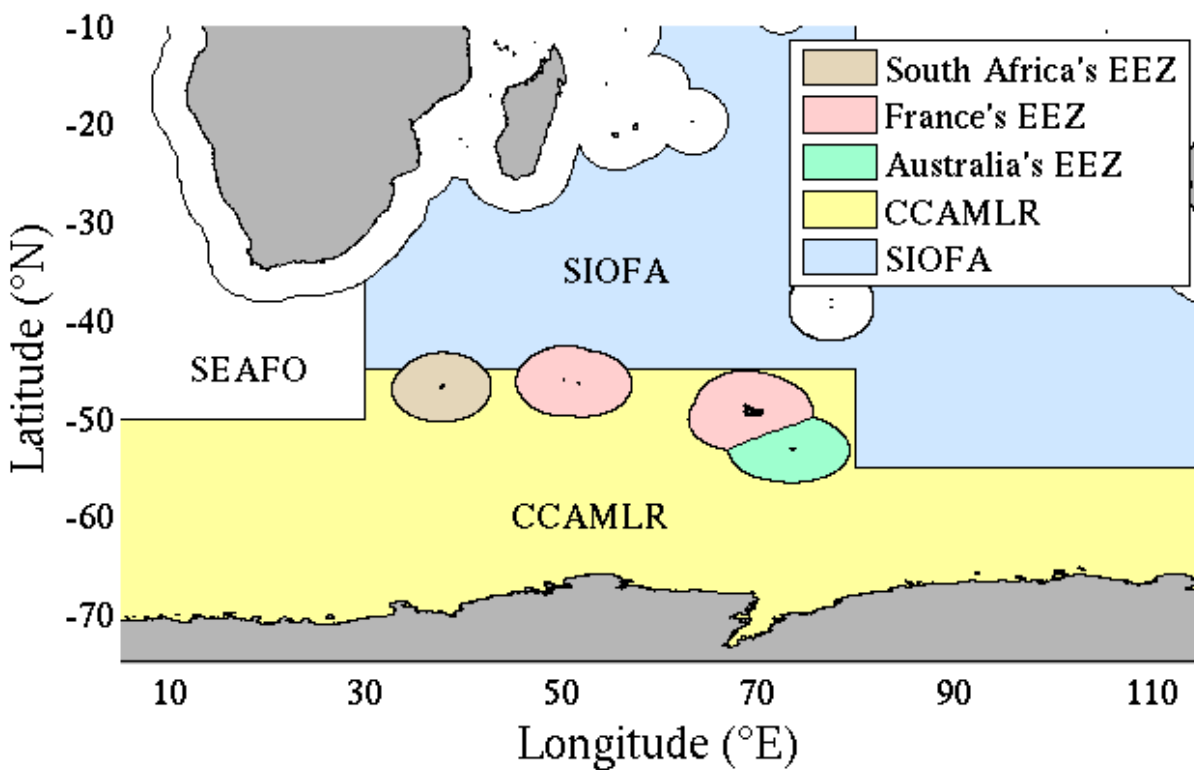 -10
-20
-30
-40
-50
-60
-70
Latitude (°N)
South Africa's EEZ
France's EEZ
Australia's EEZ
CCAMLR
SIOFA
SIOFA
SEAFO
CCAMLR
10 30 50 70 90 110
Longitude (°E)